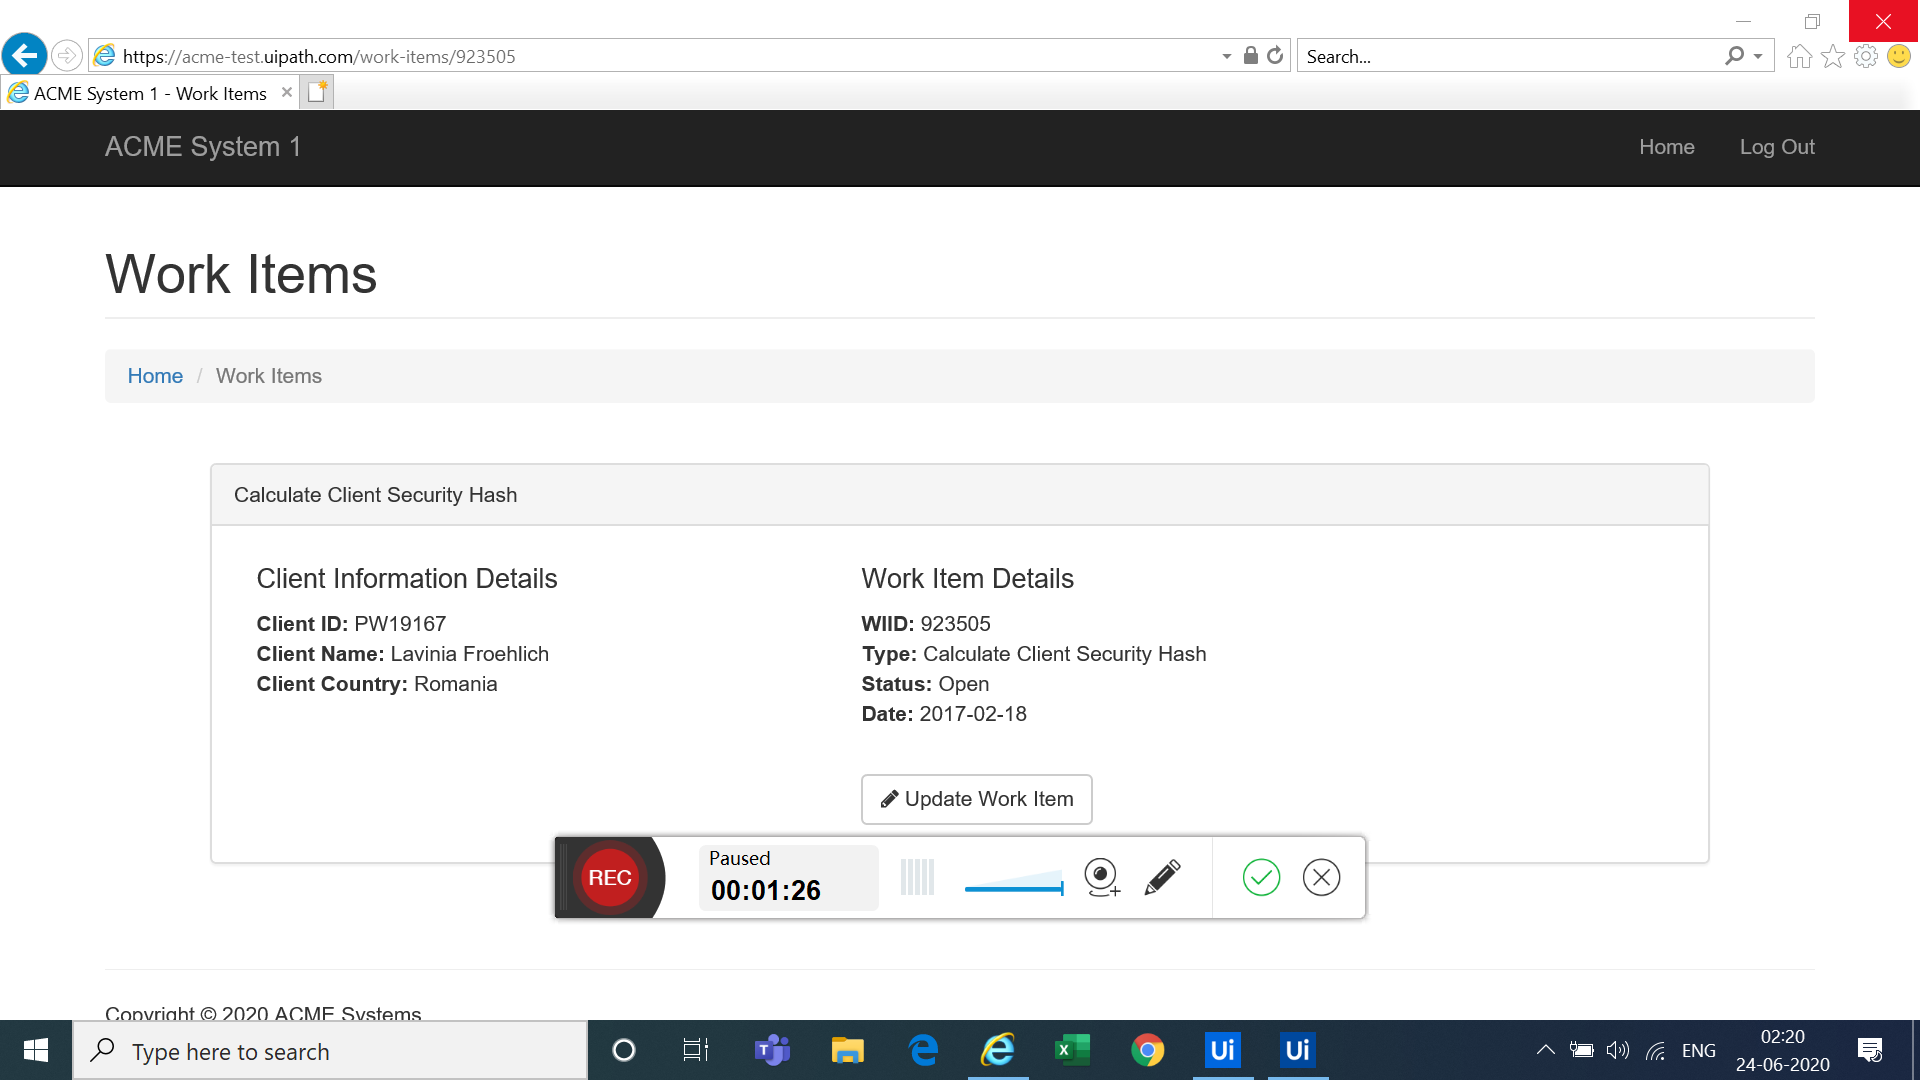 https://acme-test.uipath.com/work-items/923505
Search...
ACME System 1 - Work Items
ACME System 1
Home
Log Out
Work Items
Home / Work Items
Calculate Client Security Hash
Client Information Details
Client ID: PW19167
Client Name: Lavinia Froehlich
Client Country: Romania
Work Item Details
WIID: 923505
Type: Calculate Client Security Hash
Status: Open
Date: 2017-02-18
Update Work Item
REC
Paused
00:01:26
Copyright © 2020 ACME Systems
Type here to search
Ui
Ui
ENG
02:20
24-06-2020